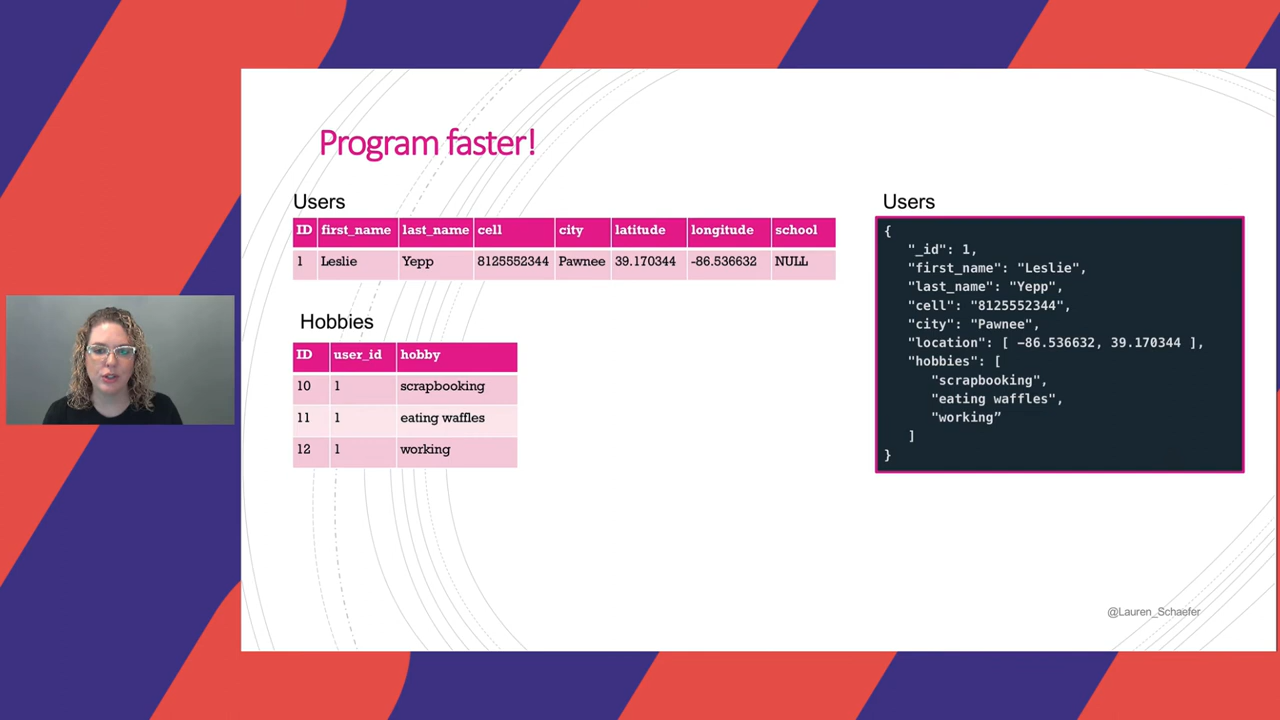 Program faster!
Users
ID first_name last_name cell city latitude longitude school
1 Leslie Yepp 8125552344 Pawnee 39.170344 -86.536632 NULL
Hobbies
ID user_id hobby
10 1 scrapbooking
11 1 eating waffles
12 1 working
Users
{
"_id": 1,
"first_name": "Leslie",
"last_name": "Yepp",
"cell": "8125552344",
"city": "Pawnee",
"location": [ -86.536632, 39.170344 ],
"hobbies": [
"scrapbooking",
"eating waffles",
"working”
]
}
@Lauren_Schaefer